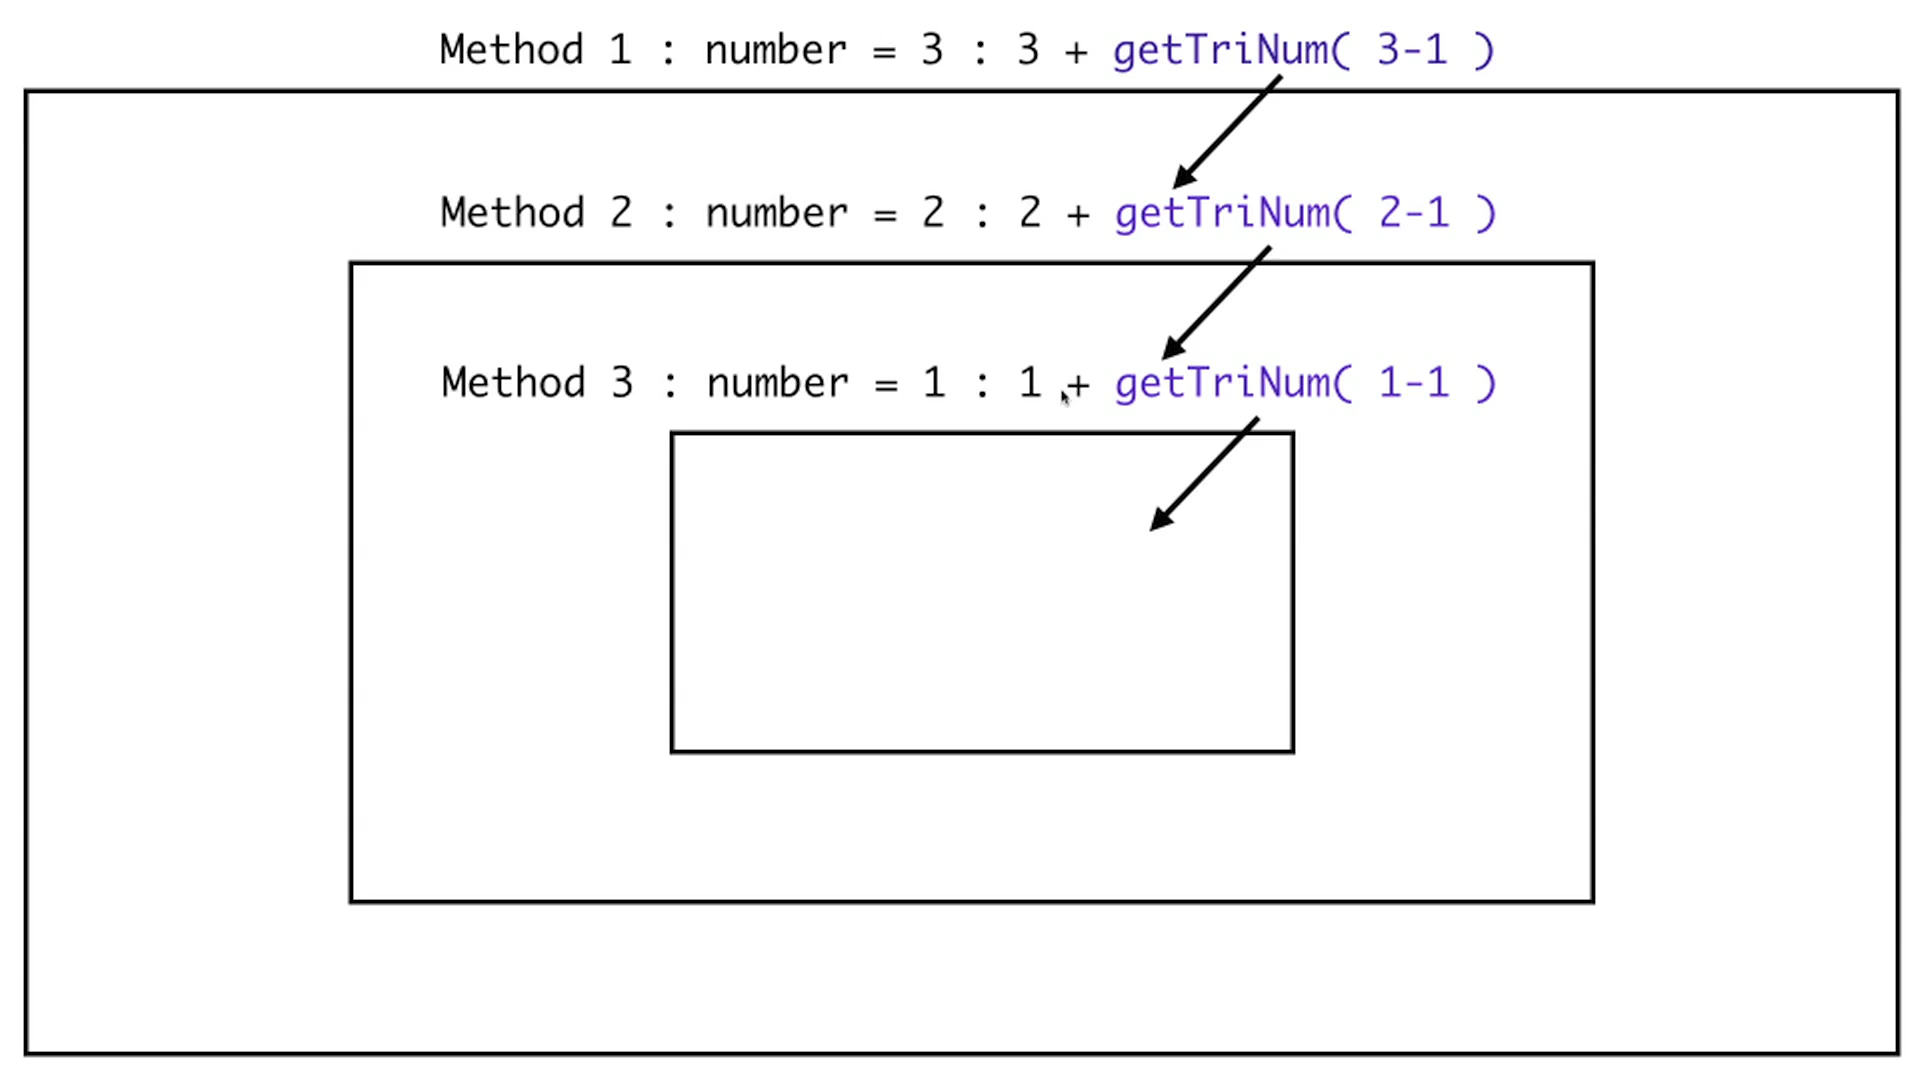 Method 1 : number = 3 : 3 + getTriNum( 3-1 )
Method 2 : number = 2 : 2 + getTriNum( 2-1 )
Method 3 : number = 1 : 1 + getTriNum( 1-1 )